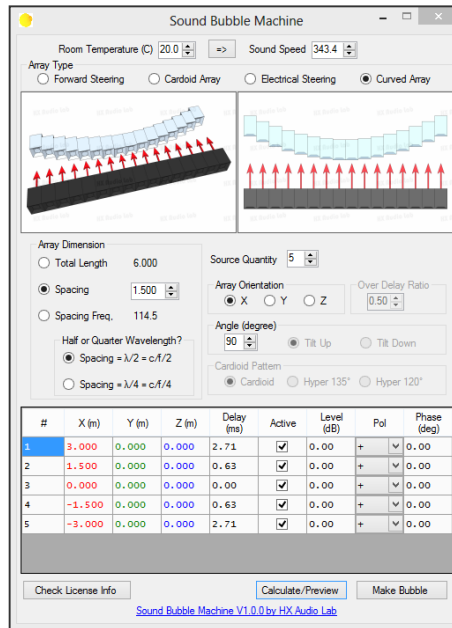 Sound Bubble Machine
Room Temperature (C) 20.0 => Sound Speed 343.4
Array Type
Forward Steering Cardoid Array Electrical Steering Curved Array
Array Dimension
Total Length 6.000
Spacing 1.500
Spacing Freq, 114.5
Half or Quarter Wavelength?
Spacing = λ/2 = c/f/2
Spacing = λ/4 = c/f/4
Source Quantity 5
Array Orientation
X Y Z
Over Delay Ratio
0.50
Angle (degree)
90 Tilt Up Tilt Down
Cardioid Pattern
Cardioid Hyper 135° Hyper 120°
# X (m) Y (m) Z (m) Delay (ms) Active Level (dB) Pol Phase (deg)
1 3.000 0.000 0.000 2.71 0.00 + 0.00
2 1.500 0.000 0.000 0.63 0.00 + 0.00
3 0.000 0.000 0.000 0.00 0.00 + 0.00
4 -1.500 0.000 0.000 0.63 0.00 + 0.00
5 -3.000 0.000 0.000 2.71 0.00 + 0.00
Check License Info Calculate/Preview Make Bubble
Sound Bubble Machine V1.0.0 by HX Audio Lab